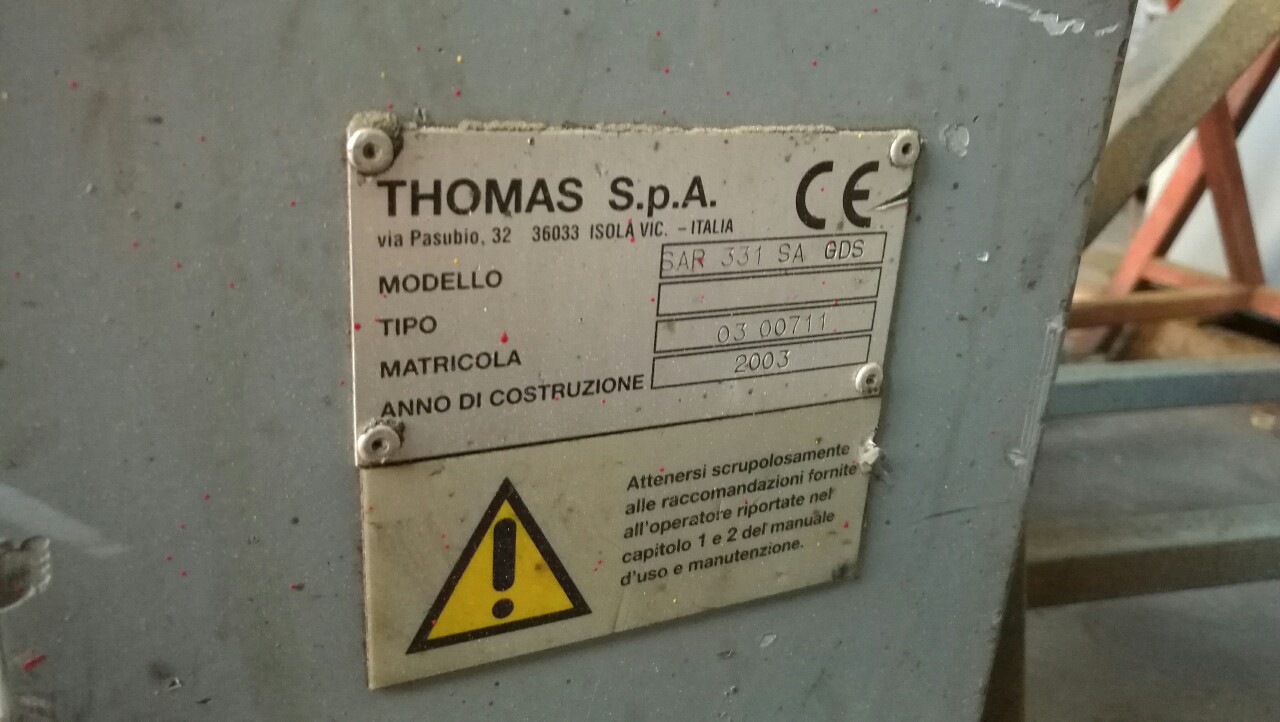 THOMAS S.p.A. CE
via Pasubio, 32 36033 ISOLA VIC. - ITALIA
MODELLO SAR 331 SA GDS
TIPO
MATRICOLA 03 00711
ANNO DI COSTRUZIONE 2003
Attenersi scrupolosamente
alle raccomandazioni fornite
all'operatore riportate nel
capitolo 1 e 2 del manuale
d'uso e manutenzione.